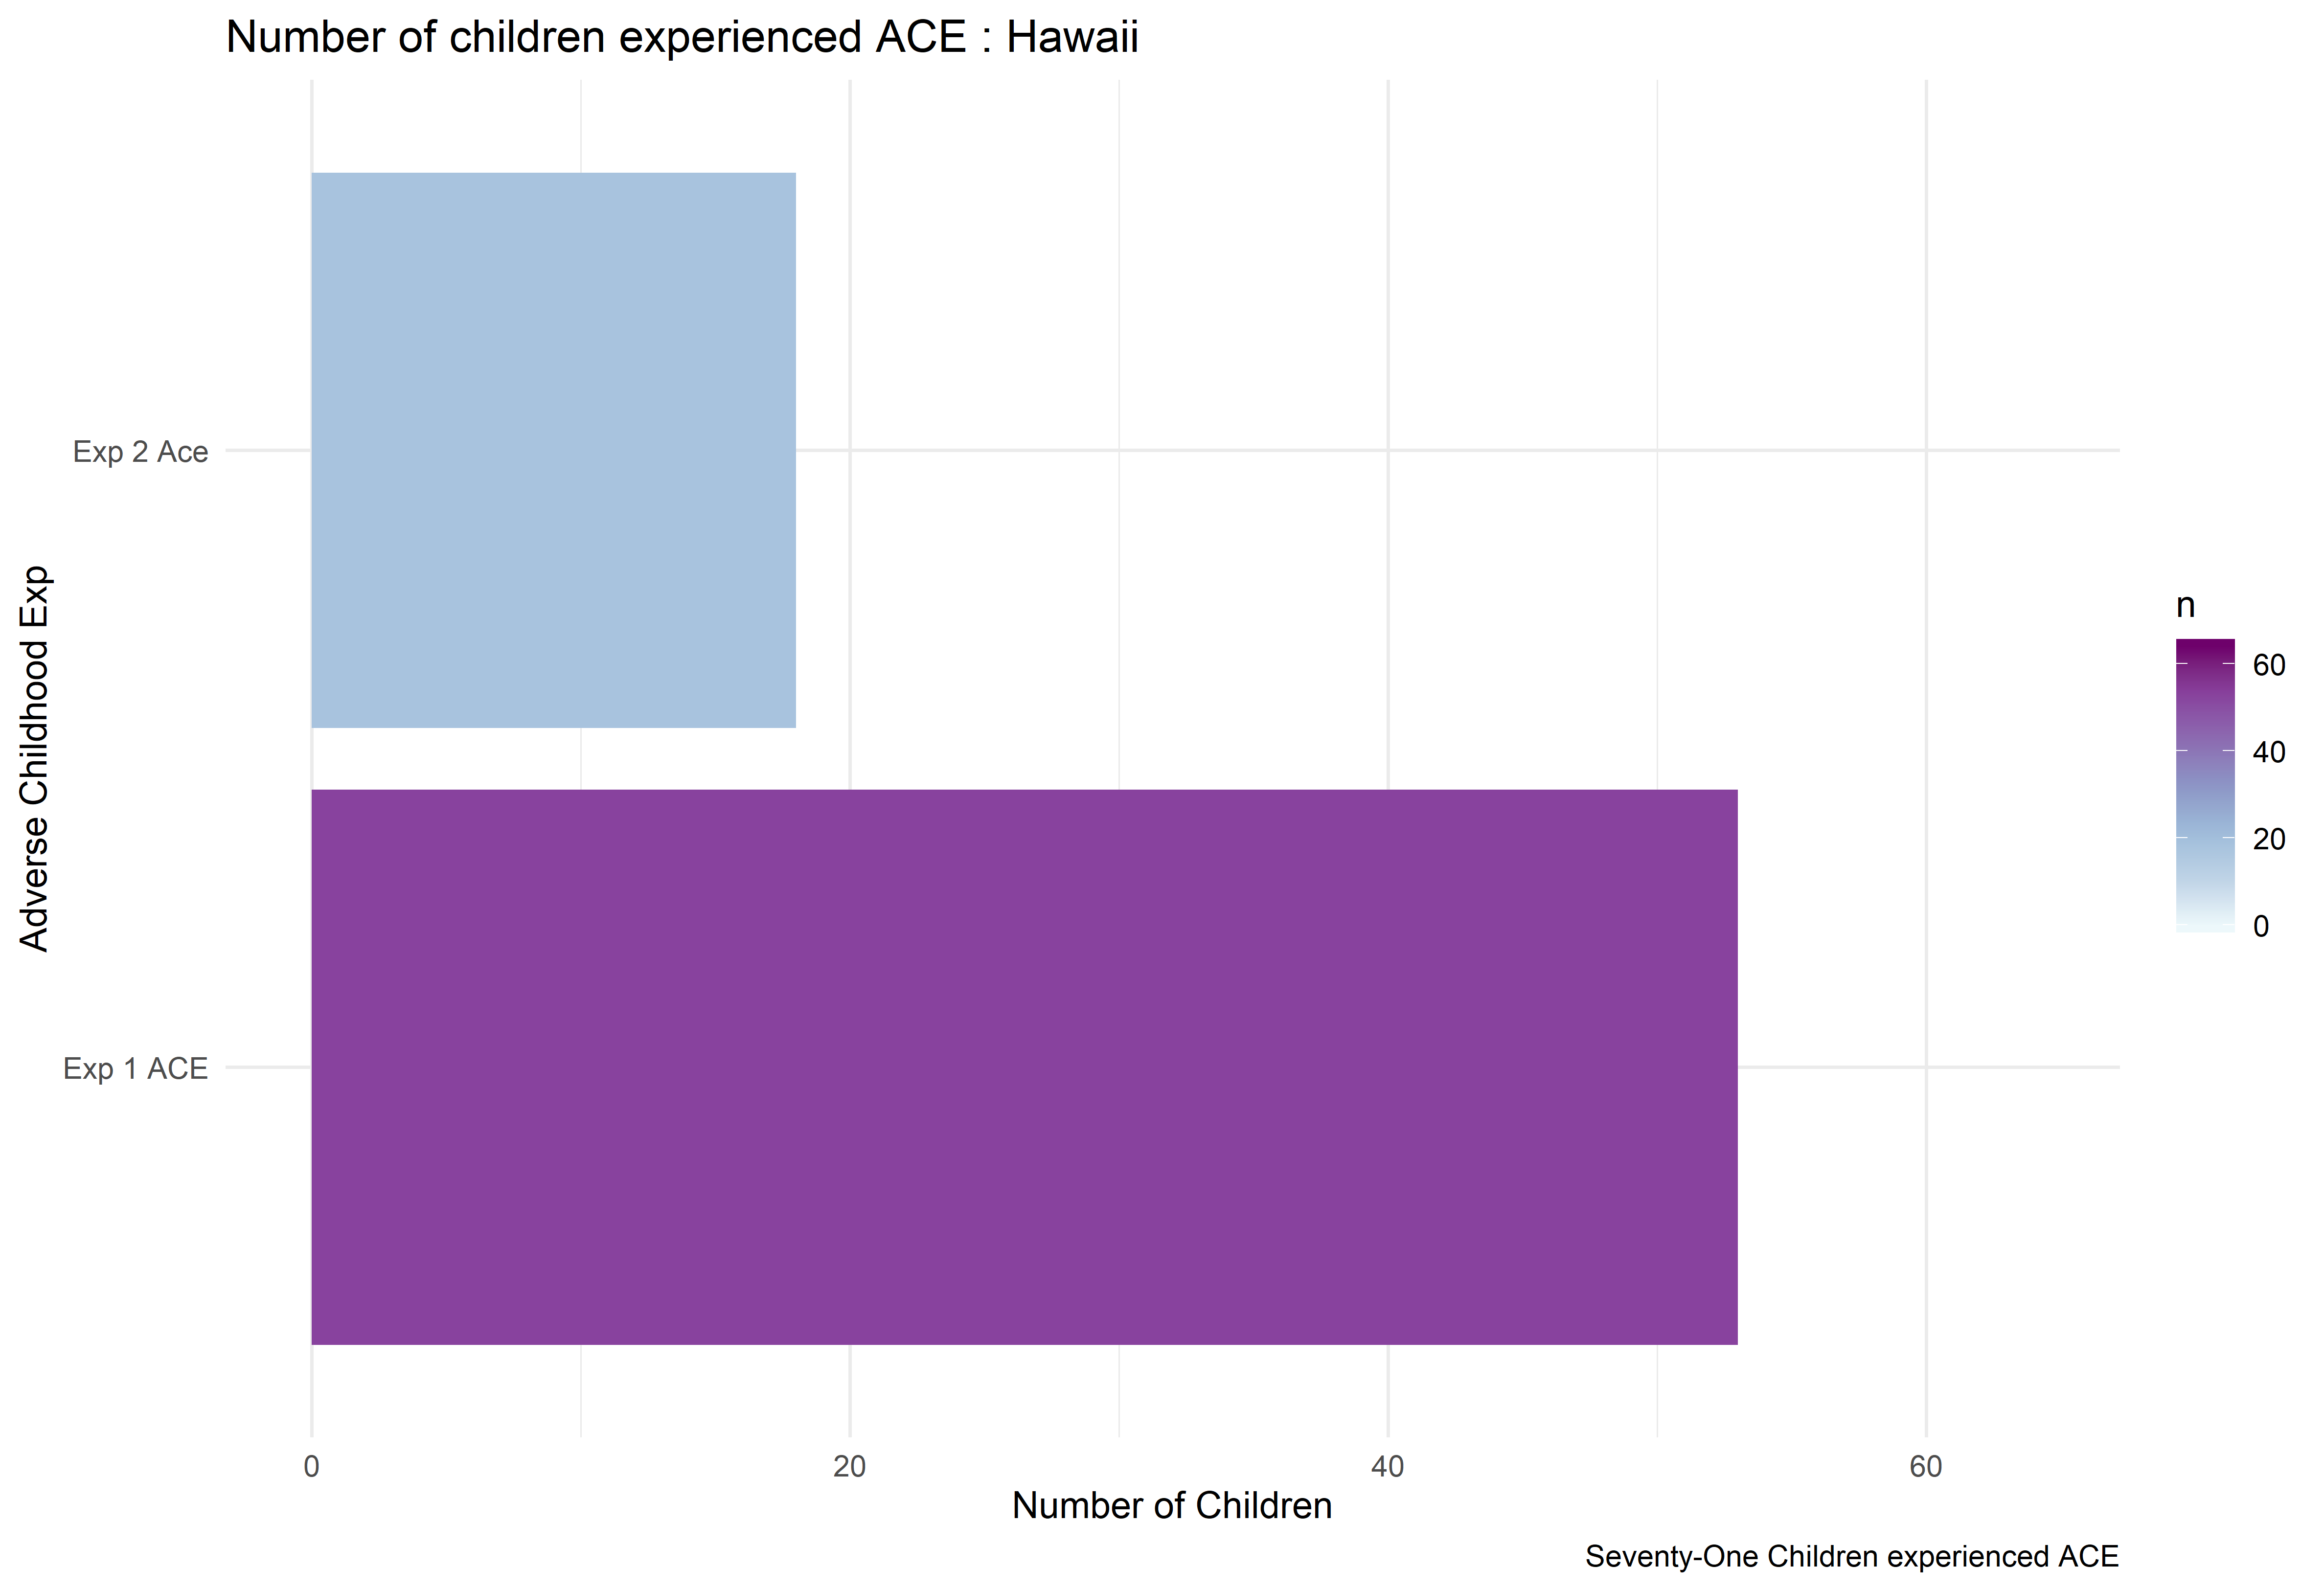 Number of children experienced ACE : Hawaii
Adverse Childhood Exp
Exp 2 Ace
Exp 1 ACE
0
20
40
60
Number of Children
n
60
40
20
0
Seventy-One Children experienced ACE